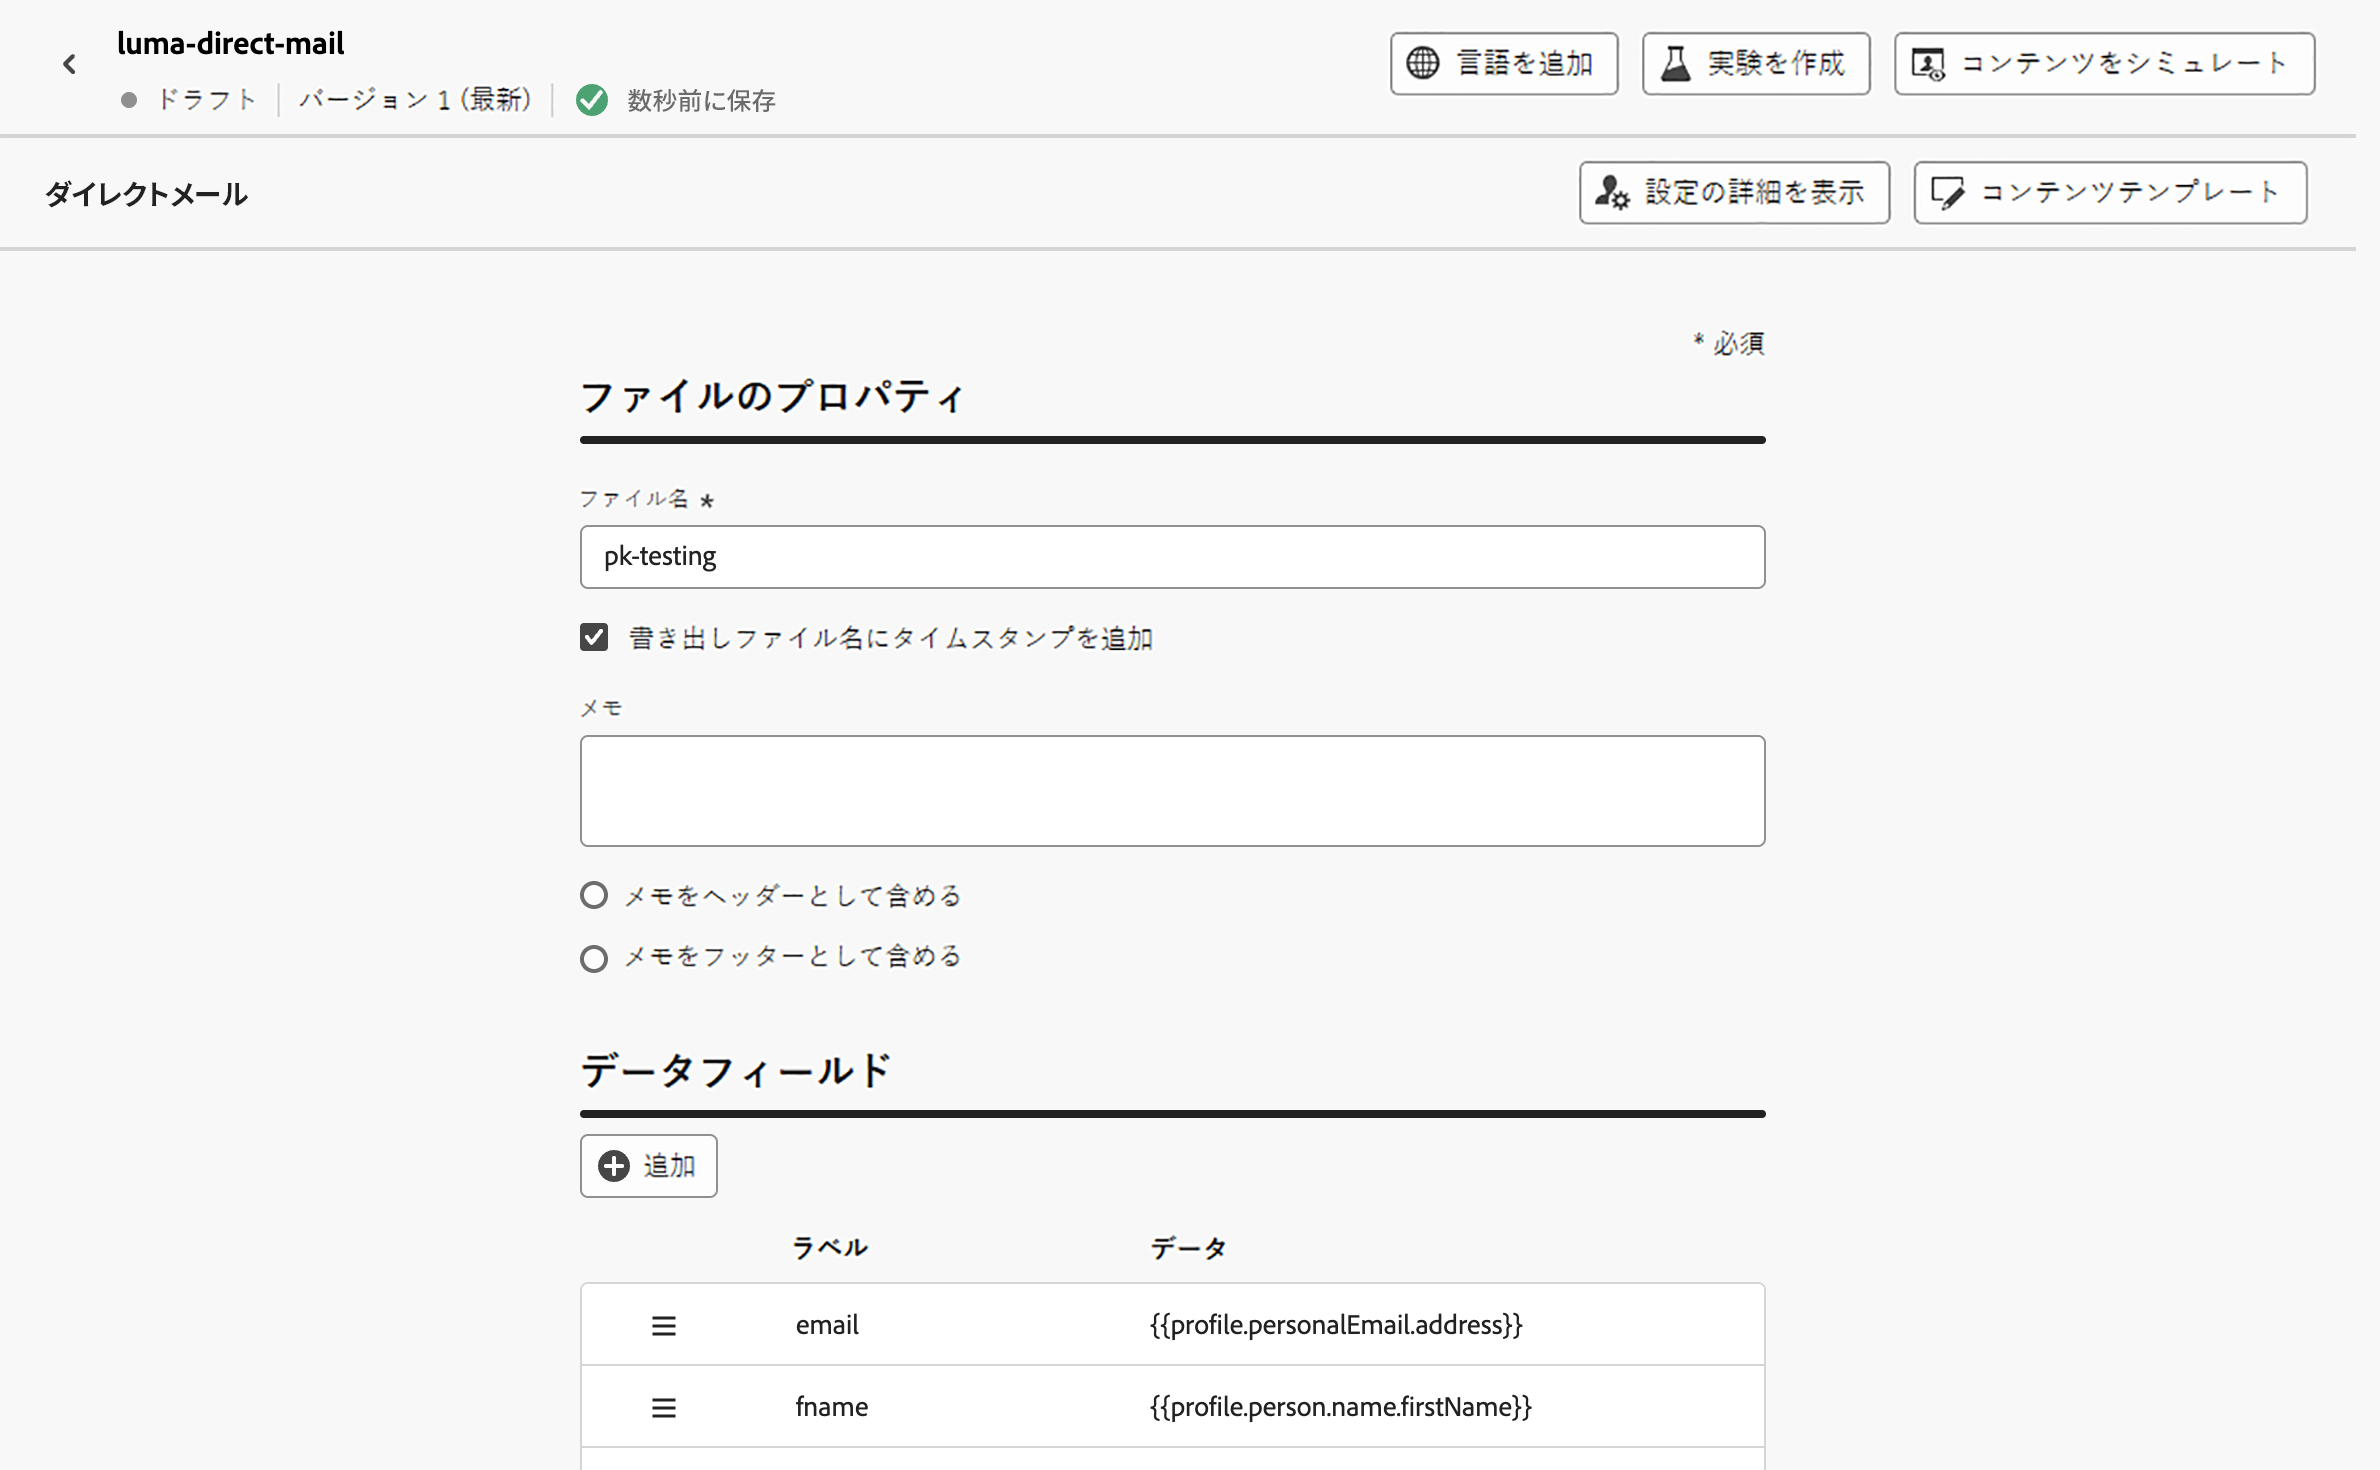 luma-direct-mail
ドラフト バージョン 1 (最新) 数秒前に保存
言語を追加 実験を作成 コンテンツをシミュレート
ダイレクトメール
設定の詳細を表示 コンテンツテンプレート
* 必須
ファイルのプロパティ
ファイル名 *
pk-testing
書き出しファイル名にタイムスタンプを追加
メモ
メモをヘッダーとして含める
メモをフッターとして含める
データフィールド
追加
ラベル データ
email {{profile.personalEmail.address}}
fname {{profile.person.name.firstName}}